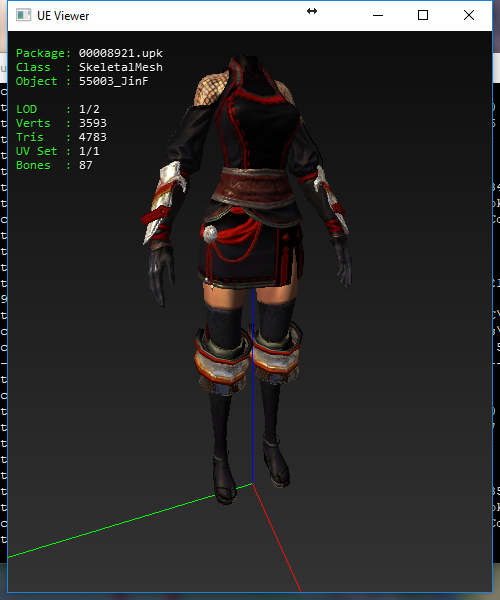 UE Viewer
Package: 00008921.upk
Class : SkeletalMesh
Object : 55003_JinF
LOD : 1/2
Verts : 3593
Tris : 4783
UV Set : 1/1
Bones : 87